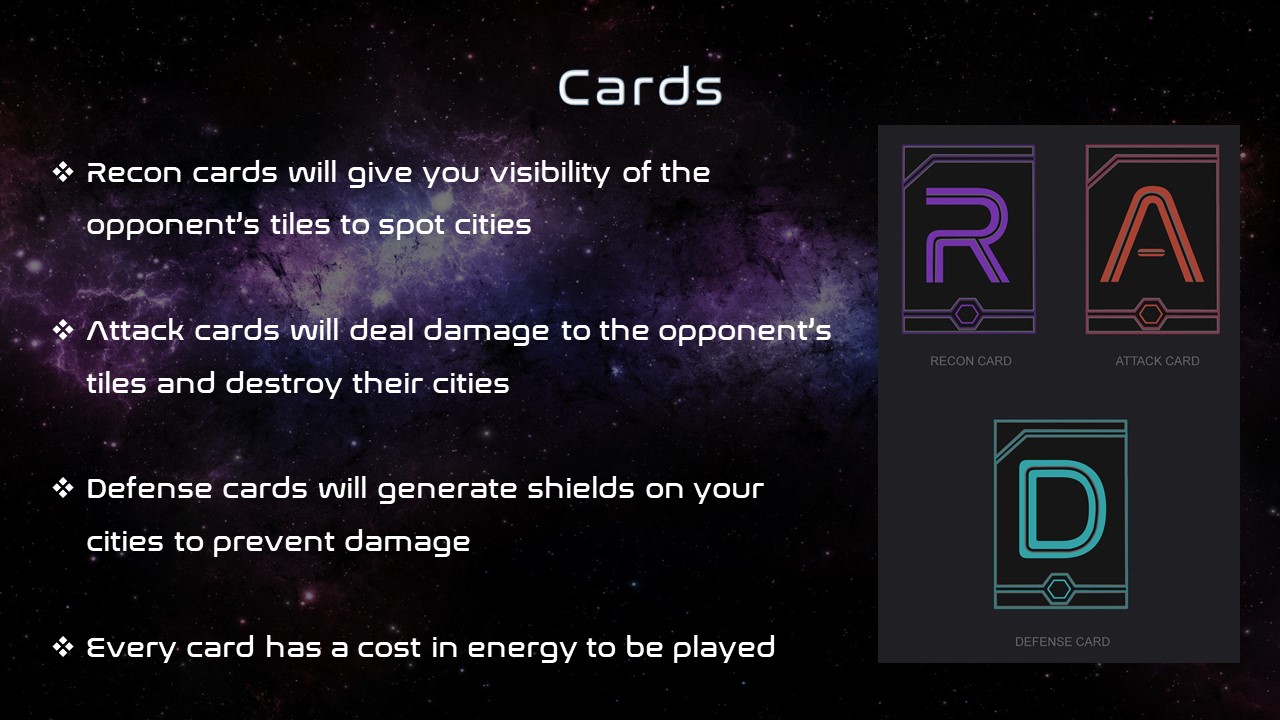 Cards
❖ Recon cards will give you visibility of the
opponent's tiles to spot cities
❖ Attack cards will deal damage to the opponent's
tiles and destroy their cities
❖ Defense cards will generate shields on your
cities to prevent damage
❖ Every card has a cost in energy to be played
R A
RECON CARD ATTACK CARD
D
DEFENSE CARD